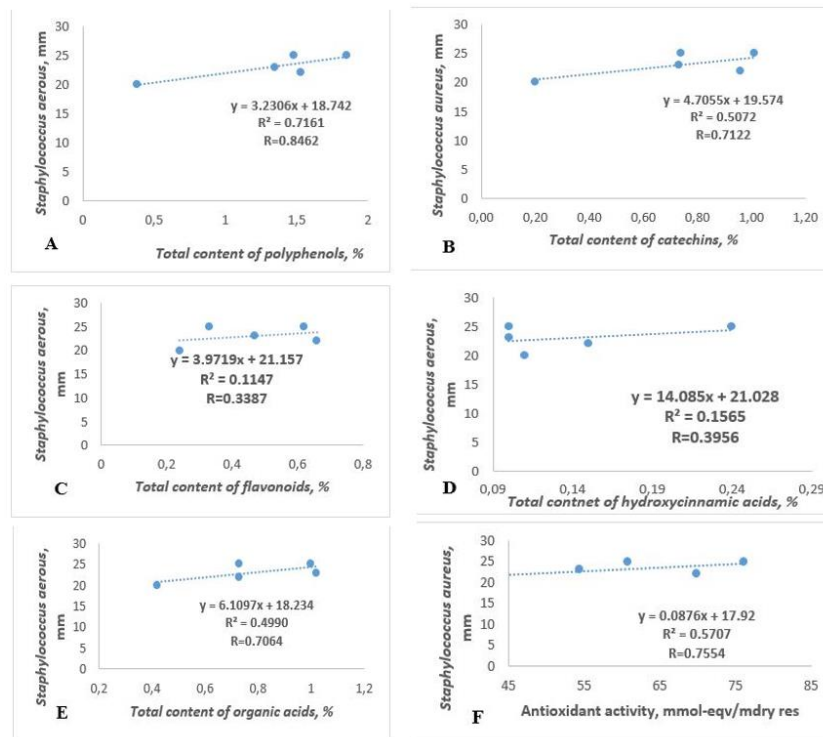 Staphylococcus aerous, mm
30
25
20
15
10
5
0
y = 3.2306x + 18.742
R² = 0.7161
R=0.8462
0
0,5
1
1,5
2
A
Total content of polyphenols, %
Staphylococcus aureus, mm
30
25
20
15
10
5
0
y = 4.7055x + 19.574
R² = 0.5072
R=0.7122
0,00
0,20
0,40
0,60
0,80
1,00
1,20
B
Total content of catechins, %
Staphylococcus aerous,
mm
30
25
20
15
10
5
0
y = 3.9719x + 21.157
R² = 0.1147
R=0.3387
0
0,2
0,4
0,6
0,8
C
Total content of flavonoids, %
Staphylococcus aerous,
mm
30
25
20
15
10
5
0
y = 14.085x + 21.028
R² = 0.1565
R=0.3956
0,09
0,14
0,19
0,24
0,29
D
Total contnet of hydroxycinnamic acids, %
Staphylococcus aerous,
mm
30
25
20
15
10
5
0
y = 6.1097x + 18.234
R² = 0.4990
R=0.7064
0,2
0,4
0,6
0,8
1
1,2
E
Total content of organic acids, %
Staphylococcus aureus,
mm
30
25
20
15
10
5
0
y = 0.0876x + 17.92
R² = 0.5707
R=0.7554
45
55
65
75
85
F
Antioxidant activity, mmol-eqv/mdry res